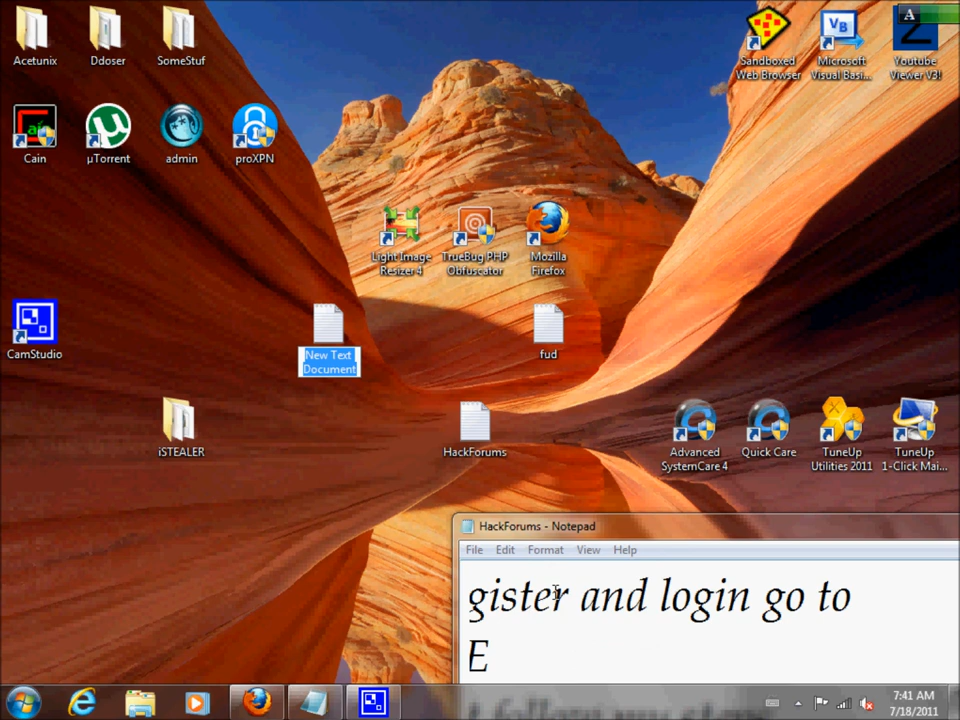 Acetunix
Ddoser
SomeStuf
Sandboxed
Web Browser
Microsoft
Visual Basi...
Youtube
Viewer V3!
A
Cain
µTorrent
admin
proXPN
Light Image
Resizer 4
TrueBug PHP
Obfuscator
Mozilla
Firefox
CamStudio
New Text
Document
fud
iSTEALER
HackForums
Advanced
SystemCare 4
Quick Care
TuneUp
Utilities 2011
TuneUp
1-Click Mai...
HackForums - Notepad
File Edit Format View Help
gister and login go to
E
7:41 AM
7/18/2011